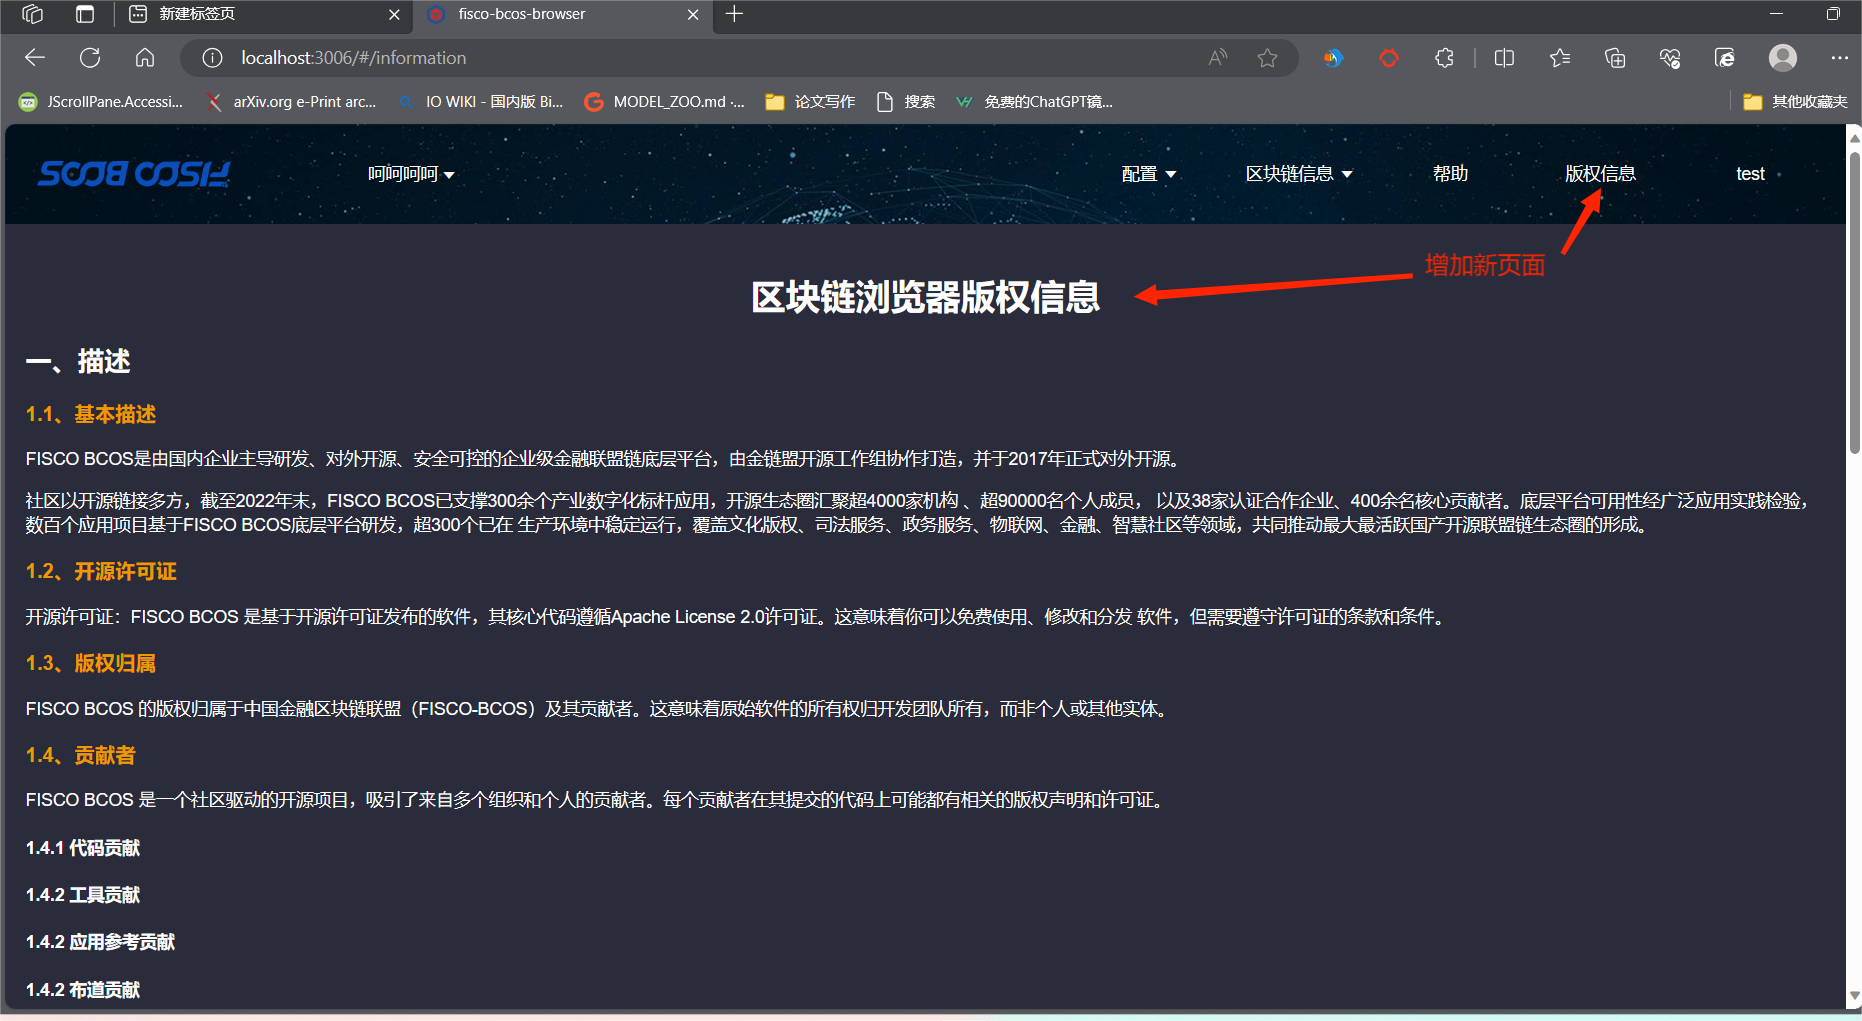 新建标签页
fisco-bcos-browser
localhost:3006/#/information
JScrollPane.Accessi...
arXiv.org e-Print arc...
IO WIKI - 国内版 Bi...
MODEL_ZOO.md ·...
论文写作
搜索
免费的ChatGPT镜...
其他收藏夹
呵呵呵呵
配置
区块链信息
帮助
版权信息
test
增加新页面
区块链浏览器版权信息
一、描述
1.1、基本描述
FISCO BCOS是由国内企业主导研发、对外开源、安全可控的企业级金融联盟链底层平台，由金链盟开源工作组协作打造，并于2017年正式对外开源。
社区以开源链接多方，截至2022年末，FISCO BCOS已支撑300余个产业数字化标杆应用，开源生态圈汇聚超4000家机构 、超90000名个人成员， 以及38家认证合作企业、400余名核心贡献者。底层平台可用性经广泛应用实践检验，
数百个应用项目基于FISCO BCOS底层平台研发，超300个已在 生产环境中稳定运行，覆盖文化版权、司法服务、政务服务、物联网、金融、智慧社区等领域，共同推动最大最活跃国产开源联盟链生态圈的形成。
1.2、开源许可证
开源许可证：FISCO BCOS 是基于开源许可证发布的软件，其核心代码遵循Apache License 2.0许可证。这意味着你可以免费使用、修改和分发 软件，但需要遵守许可证的条款和条件。
1.3、版权归属
FISCO BCOS 的版权归属于中国金融区块链联盟（FISCO-BCOS）及其贡献者。这意味着原始软件的所有权归开发团队所有，而非个人或其他实体。
1.4、贡献者
FISCO BCOS 是一个社区驱动的开源项目，吸引了来自多个组织和个人的贡献者。每个贡献者在其提交的代码上可能都有相关的版权声明和许可证。
1.4.1 代码贡献
1.4.2 工具贡献
1.4.2 应用参考贡献
1.4.2 布道贡献